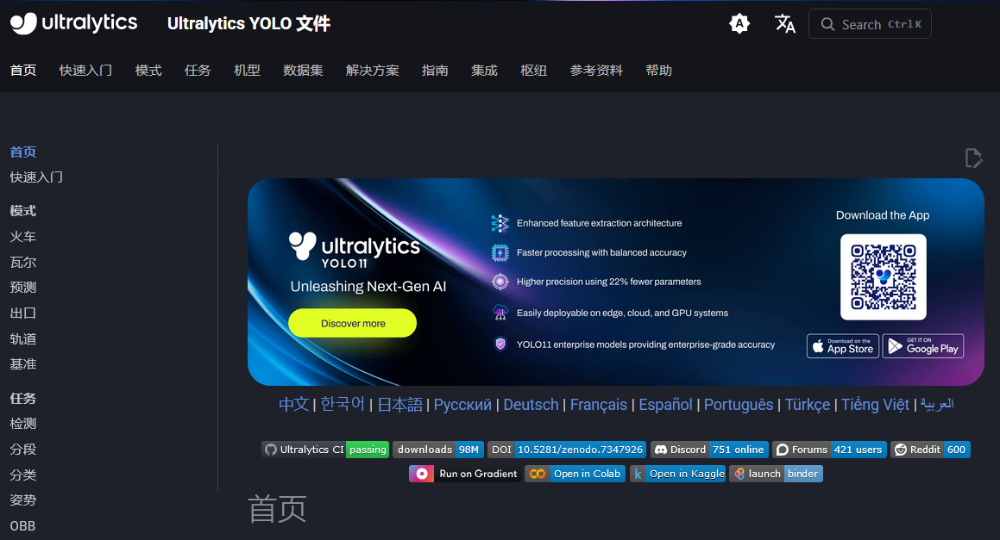 ultralytics Ultralytics YOLO 文件 A Search Ctrl K
首页 快速入门 模式 任务 机型 数据集 解决方案 指南 集成 枢纽 参考资料 帮助
首页
快速入门
模式
火车
瓦尔
预测
出口
轨道
基准
任务
检测
分段
分类
姿势
OBB
ultralytics
YOLO11
Unleashing Next-Gen AI
Discover more
Enhanced feature extraction architecture
Faster processing with balanced accuracy
Higher precision using 22% fewer parameters
Easily deployable on edge, cloud, and GPU systems
YOLO11 enterprise models providing enterprise-grade accuracy
Download the App
Download on the App Store
GET IT ON Google Play
中文 | 한국어 | 日本語 | Русский | Deutsch | Français | Español | Português | Türkçe | Tiếng Việt | العربية
Ultralytics CI passing downloads 98M DOI 10.5281/zenodo.7347926 Discord 751 online Forums 421 users Reddit 600
Run on Gradient Open in Colab k Open in Kaggle launch binder
首页